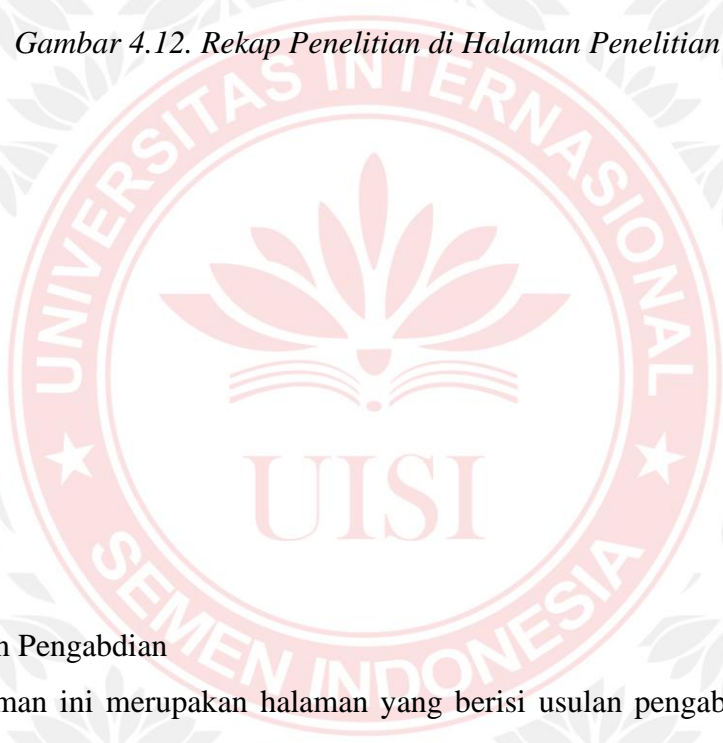 Gambar 4.12. Rekap Penelitian di Halaman Penelitian
UNIVERSITAS INTERNASIONAL
UISI
SEMEN INDONESIA
n Pengabdian
man ini merupakan halaman yang berisi usulan pengab